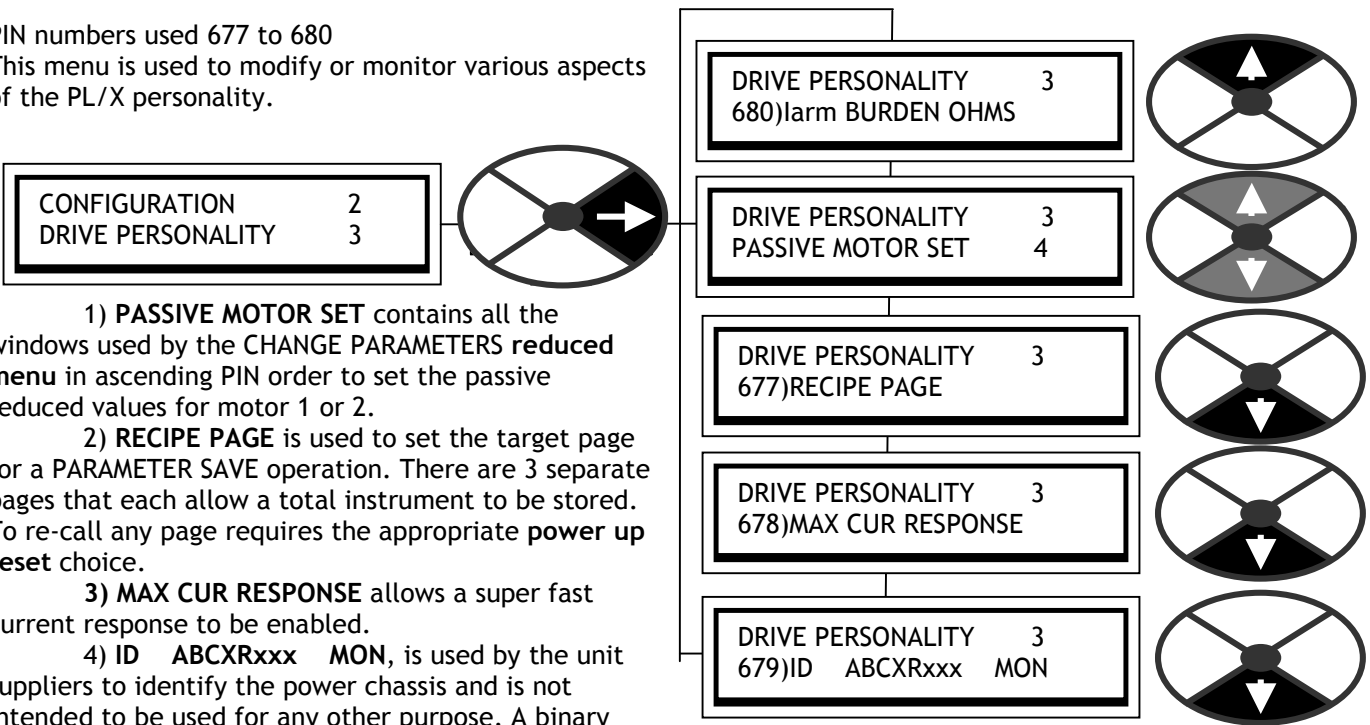 PIN numbers used 677 to 680
This menu is used to modify or monitor various aspects
of the PL/X personality.
CONFIGURATION 2
DRIVE PERSONALITY 3
1) PASSIVE MOTOR SET contains all the
windows used by the CHANGE PARAMETERS reduced
menu in ascending PIN order to set the passive
reduced values for motor 1 or 2.
2) RECIPE PAGE is used to set the target page
for a PARAMETER SAVE operation. There are 3 separate
pages that each allow a total instrument to be stored.
To re-call any page requires the appropriate power up
reset choice.
3) MAX CUR RESPONSE allows a super fast
current response to be enabled.
4) ID ABCXRxxx MON, is used by the unit
suppliers to identify the power chassis and is not
intended to be used for any other purpose. A binary
DRIVE PERSONALITY 3
680)Iarm BURDEN OHMS
DRIVE PERSONALITY 3
PASSIVE MOTOR SET 4
DRIVE PERSONALITY 3
677)RECIPE PAGE
DRIVE PERSONALITY 3
678)MAX CUR RESPONSE
DRIVE PERSONALITY 3
679)ID ABCXRxxx MON